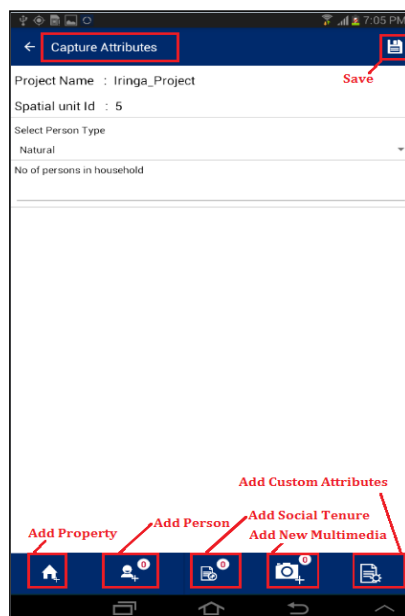 7:05 PM
Capture Attributes
Save
Project Name : Iringa_Project
Spatial unit Id : 5
Select Person Type
Natural
No of persons in household
Add Custom Attributes
Add Social Tenure
Add Person
Add New Multimedia
Add Property
0
0
0